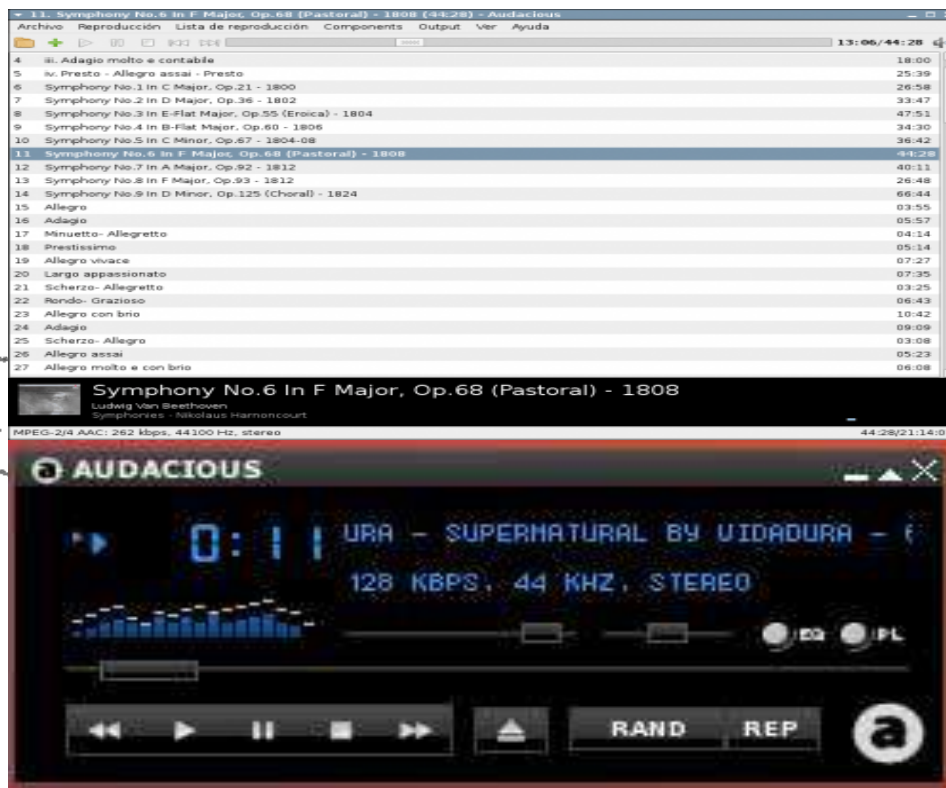 11. Symphony No.6 In F Major, Op.68 (Pastoral) - 1808 (44:28) - Audacious
Archivo Reproducción Lista de reproducción Components Output Ver Ayuda
13:06/44:28
4 iii. Adagio molto e contabile 18:00
5 iv. Presto - Allegro assai - Presto 25:39
6 Symphony No.1 In C Major, Op.21 - 1800 26:58
7 Symphony No.2 In D Major, Op.36 - 1802 33:47
8 Symphony No.3 In E-Flat Major, Op.55 (Eroica) - 1804 47:51
9 Symphony No.4 In B-Flat Major, Op.60 - 1806 34:30
10 Symphony No.5 In C Minor, Op.67 - 1804-08 36:42
11 Symphony No.6 In F Major, Op.68 (Pastoral) - 1808 44:28
12 Symphony No.7 In A Major, Op.92 - 1812 40:11
13 Symphony No.8 In F Major, Op.93 - 1812 26:48
14 Symphony No.9 In D Minor, Op.125 (Choral) - 1824 66:44
15 Allegro 03:55
16 Adagio 05:57
17 Minuetto- Allegretto 04:14
18 Prestissimo 05:14
19 Allegro vivace 07:27
20 Largo appassionato 07:35
21 Scherzo- Allegretto 03:25
22 Rondo- Grazioso 06:43
23 Allegro con brio 10:42
24 Adagio 09:09
25 Scherzo- Allegro 03:08
26 Allegro assai 05:23
27 Allegro molto e con brio 06:08
Symphony No.6 In F Major, Op.68 (Pastoral) - 1808
Ludwig Van Beethoven
Symphonies - Nikolaus Harnoncourt
MPEG-2/4 AAC: 262 kbps, 44100 Hz, stereo 44:28/21:14:0
a AUDACIOUS
0:11 URA - SUPERNATURAL BY VIDADURA -
128 KBPS, 44 KHZ, STEREO
EQ PL
RAND REP a